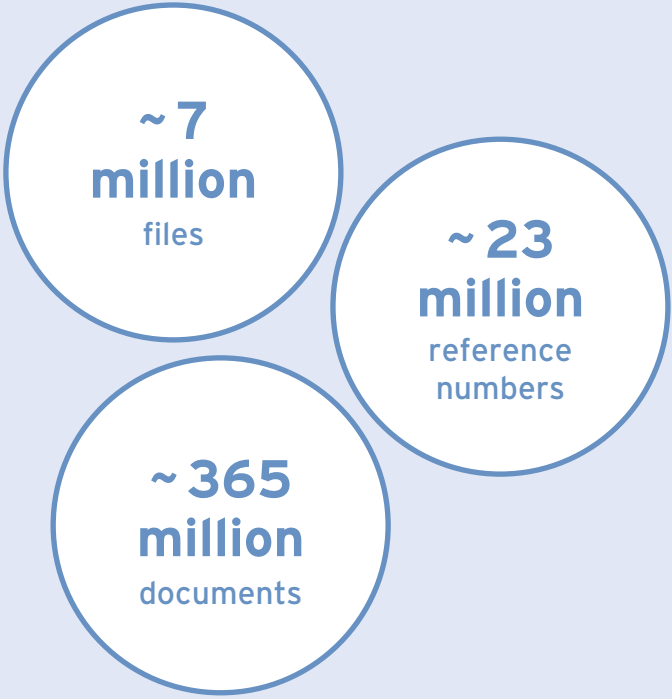 ~ 7
million
files
~ 23
million
reference
numbers
~ 365
million
documents